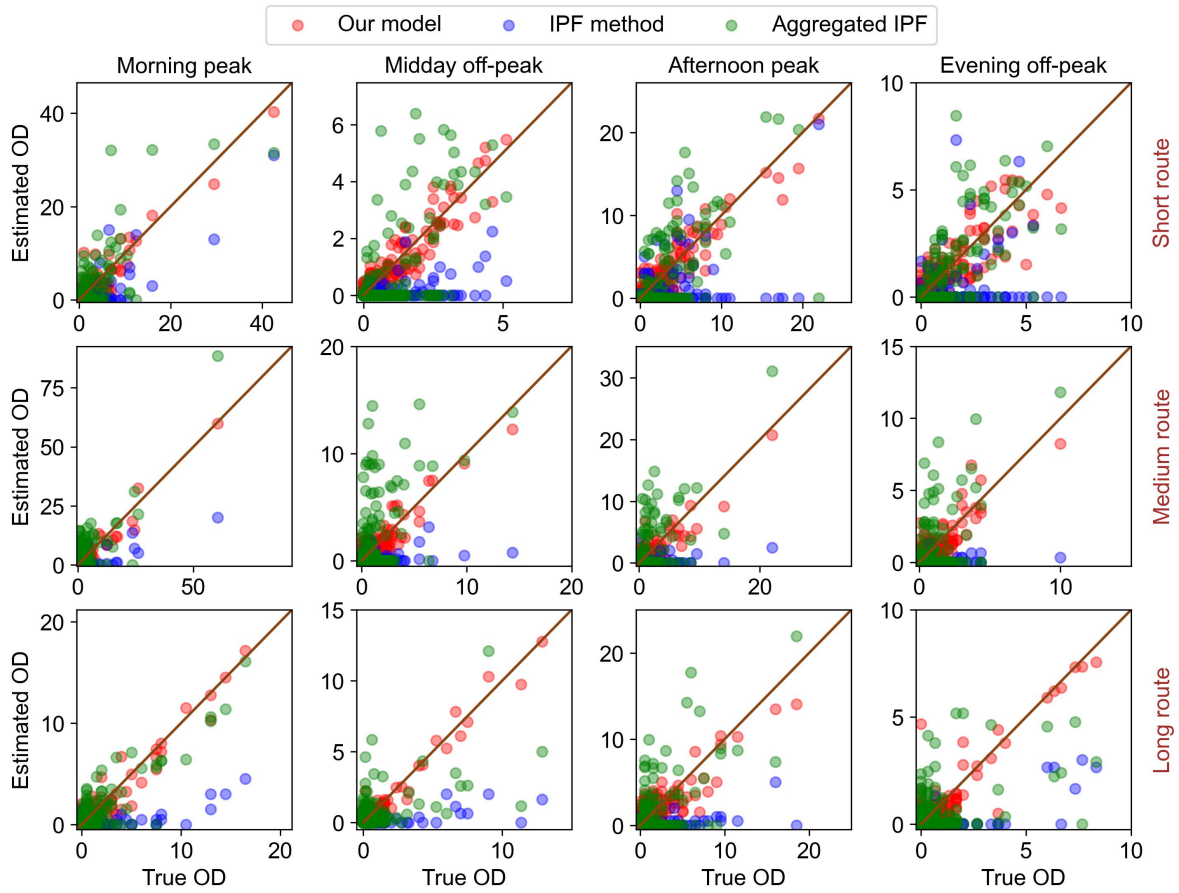 Our model IPF method Aggregated IPF
Morning peak Midday off-peak Afternoon peak Evening off-peak
Estimated OD
40
20
0
0 20 40
6
4
2
0
0 5
20
10
0
0 10 20
10
5
0
0 5 10
Short route
Estimated OD
75
50
25
0
0 50
20
10
0
0 10 20
30
20
10
0
0 20
15
10
5
0
0 10
Medium route
Estimated OD
20
10
0
0 10 20
15
10
5
0
0 10
20
10
0
0 10 20
10
5
0
0 5 10
Long route
True OD True OD True OD True OD